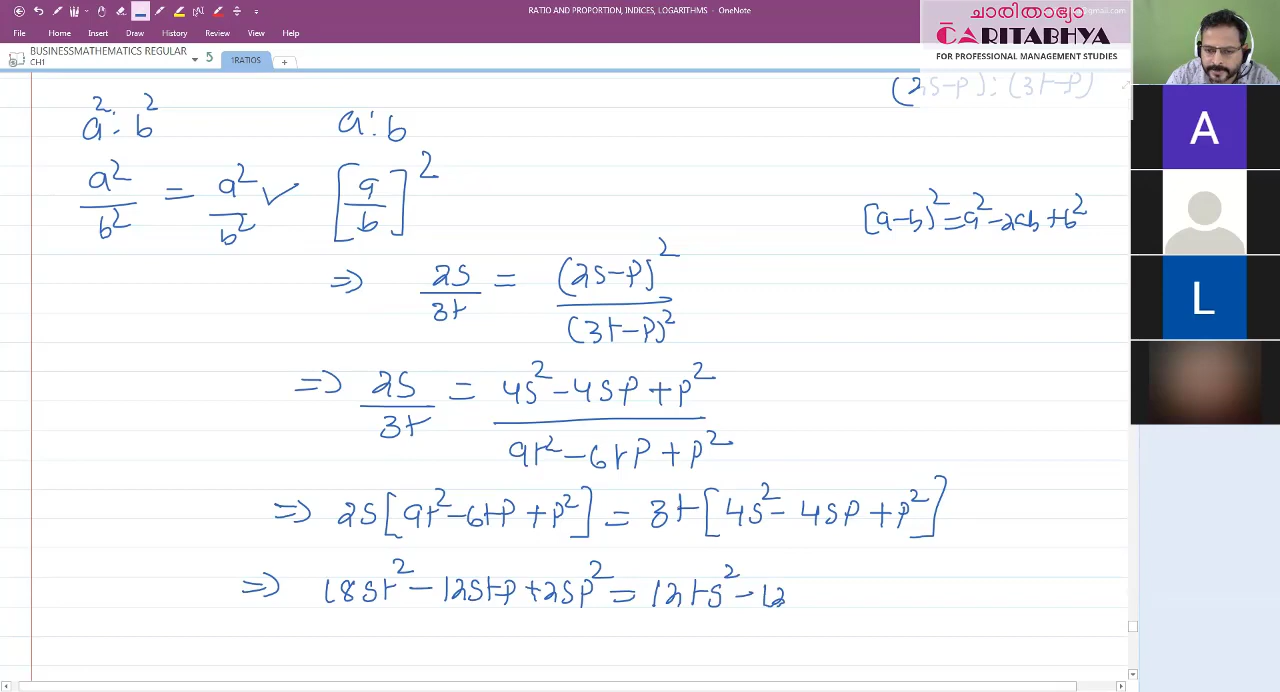 RATIO AND PROPORTION, INDICES, LOGARITHMS - OneNote
ചാരിതാഭ്യാ
@gmail.com
CARITABHYA
FOR PROFESSIONAL MANAGEMENT STUDIES
File Home Insert Draw History Review View Help
BUSINESSMATHEMATICS REGULAR
CH1
1RATIOS
(2s-p) : (3t-p)
a² : b² a : b
a²/b² = a²/b² ✓ [a/b]²
[a-b]² = a² - 2ab + b²
⇒ 2s/3t = (2s-p)²/(3t-p)²
⇒ 2s/3t = 4s² - 4sp + p²/9t² - 6tp + p²
⇒ 2s[9t² - 6tp + p²] = 3t[4s² - 4sp + p²]
⇒ 18st² - 12stp + 2sp² = 12ts² - 12
A
L